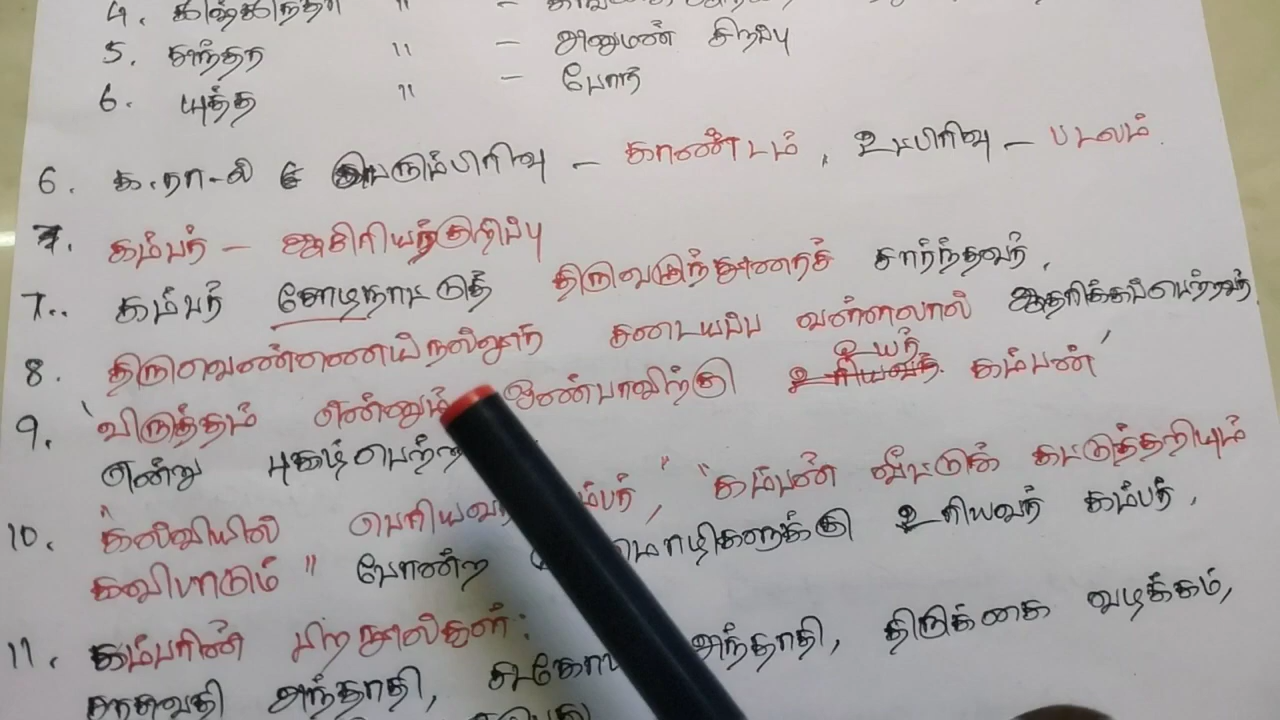 4. கிஷ்கிந்தா " -
5. சுந்தர " - அனுமன் சிறப்பு
6. யுத்த " - போர்
6. க.ரா-ல் 6 பெரும்பிரிவு - காண்டம் , உட்பிரிவு - படலம்.
7. கம்பர் - ஆசிரியர்குறிப்பு
7.. கம்பர் சோழநாட்டுத் திருவழுந்தூரைச் சார்ந்தவர்.
8. திருவெண்ணெய்நல்லூர் சடையப்ப வள்ளலால் ஆதரிக்கப்பெற்றவர்.
9. 'விருத்தம் என்னும் ஒண்பாவிற்கு உயர் கம்பன்'
என்று புகழ்பெற்ற
10. "கல்வியில் பெரியவர் கம்பர்", "கம்பன் வீட்டுக் கட்டுத்தறியும்
கவிபாடும்" போன்ற மொழிகளுக்கு உரியவர் கம்பர்.
11. கம்பரின் பிற நூல்கள்:
சரசுவதி அந்தாதி, சடகோபர் அந்தாதி, திருக்கை வழக்கம்,